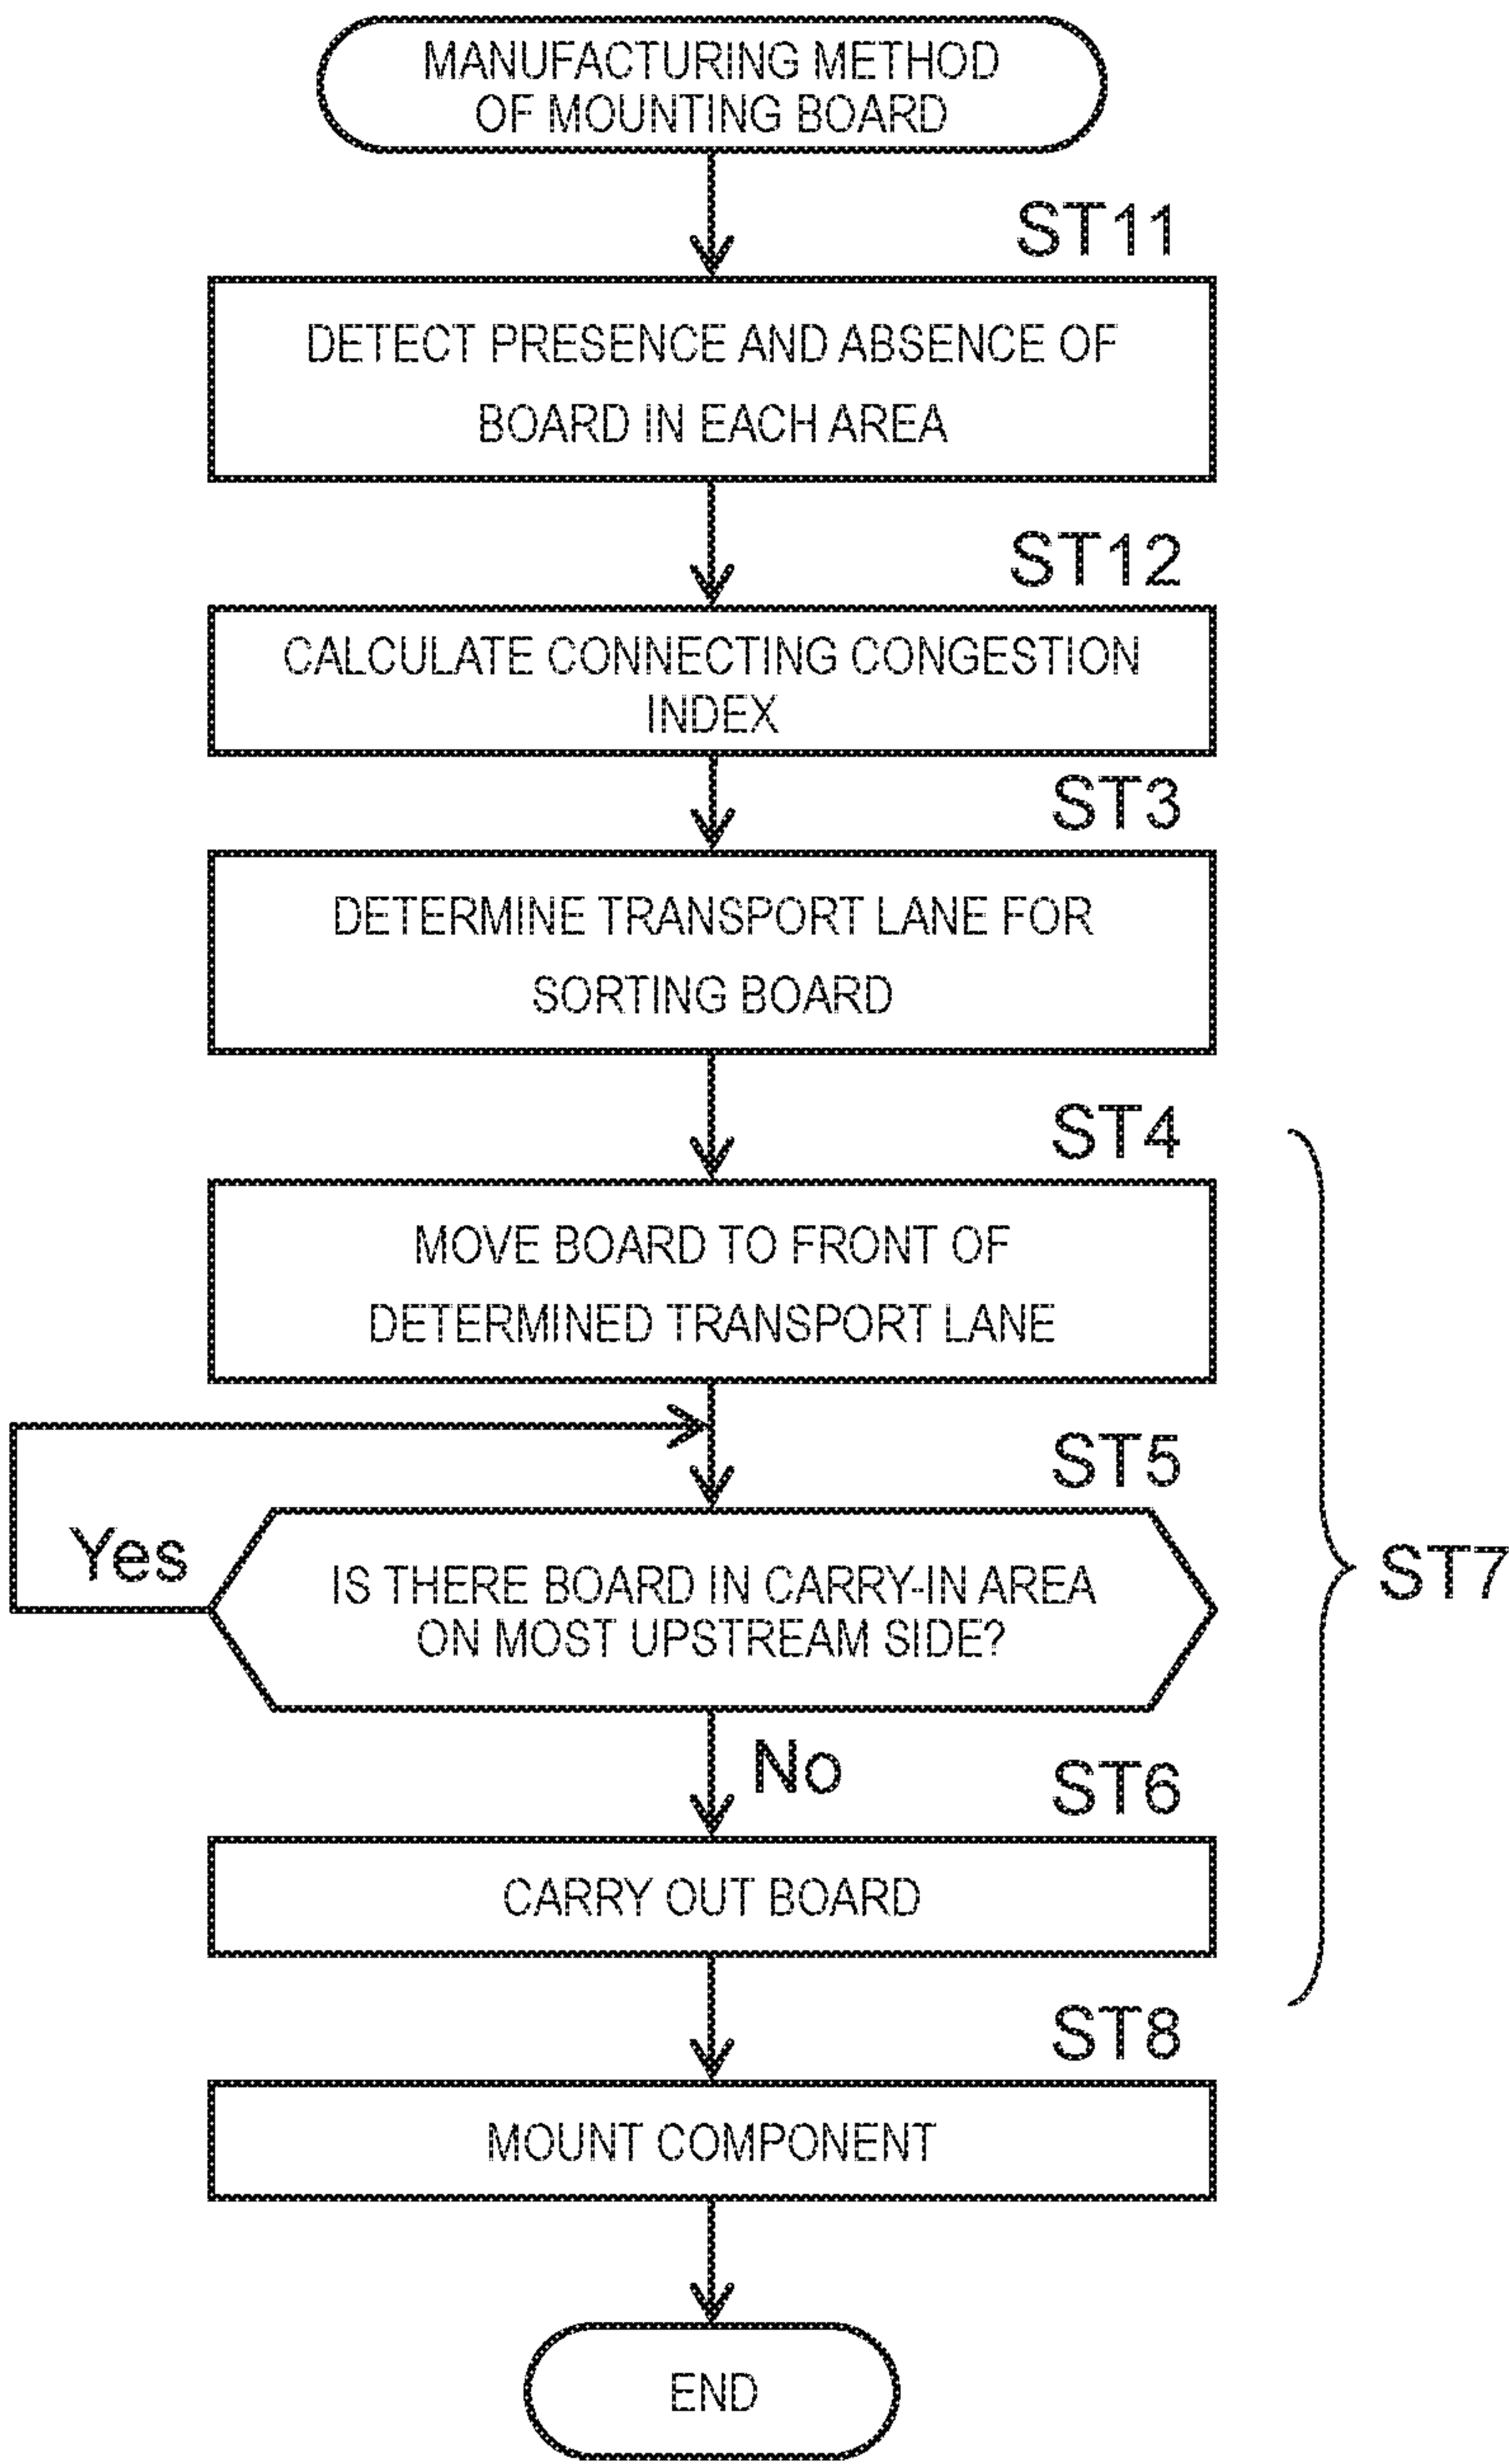 MANUFACTURING METHOD
OF MOUNTING BOARD
ST11
DETECT PRESENCE AND ABSENCE OF
BOARD IN EACH AREA
ST12
CALCULATE CONNECTING CONGESTION
INDEX
ST3
DETERMINE TRANSPORT LANE FOR
SORTING BOARD
ST4
MOVE BOARD TO FRONT OF
DETERMINED TRANSPORT LANE
ST5
Yes
IS THERE BOARD IN CARRY-IN AREA
ON MOST UPSTREAM SIDE?
ST7
No
ST6
CARRY OUT BOARD
ST8
MOUNT COMPONENT
END